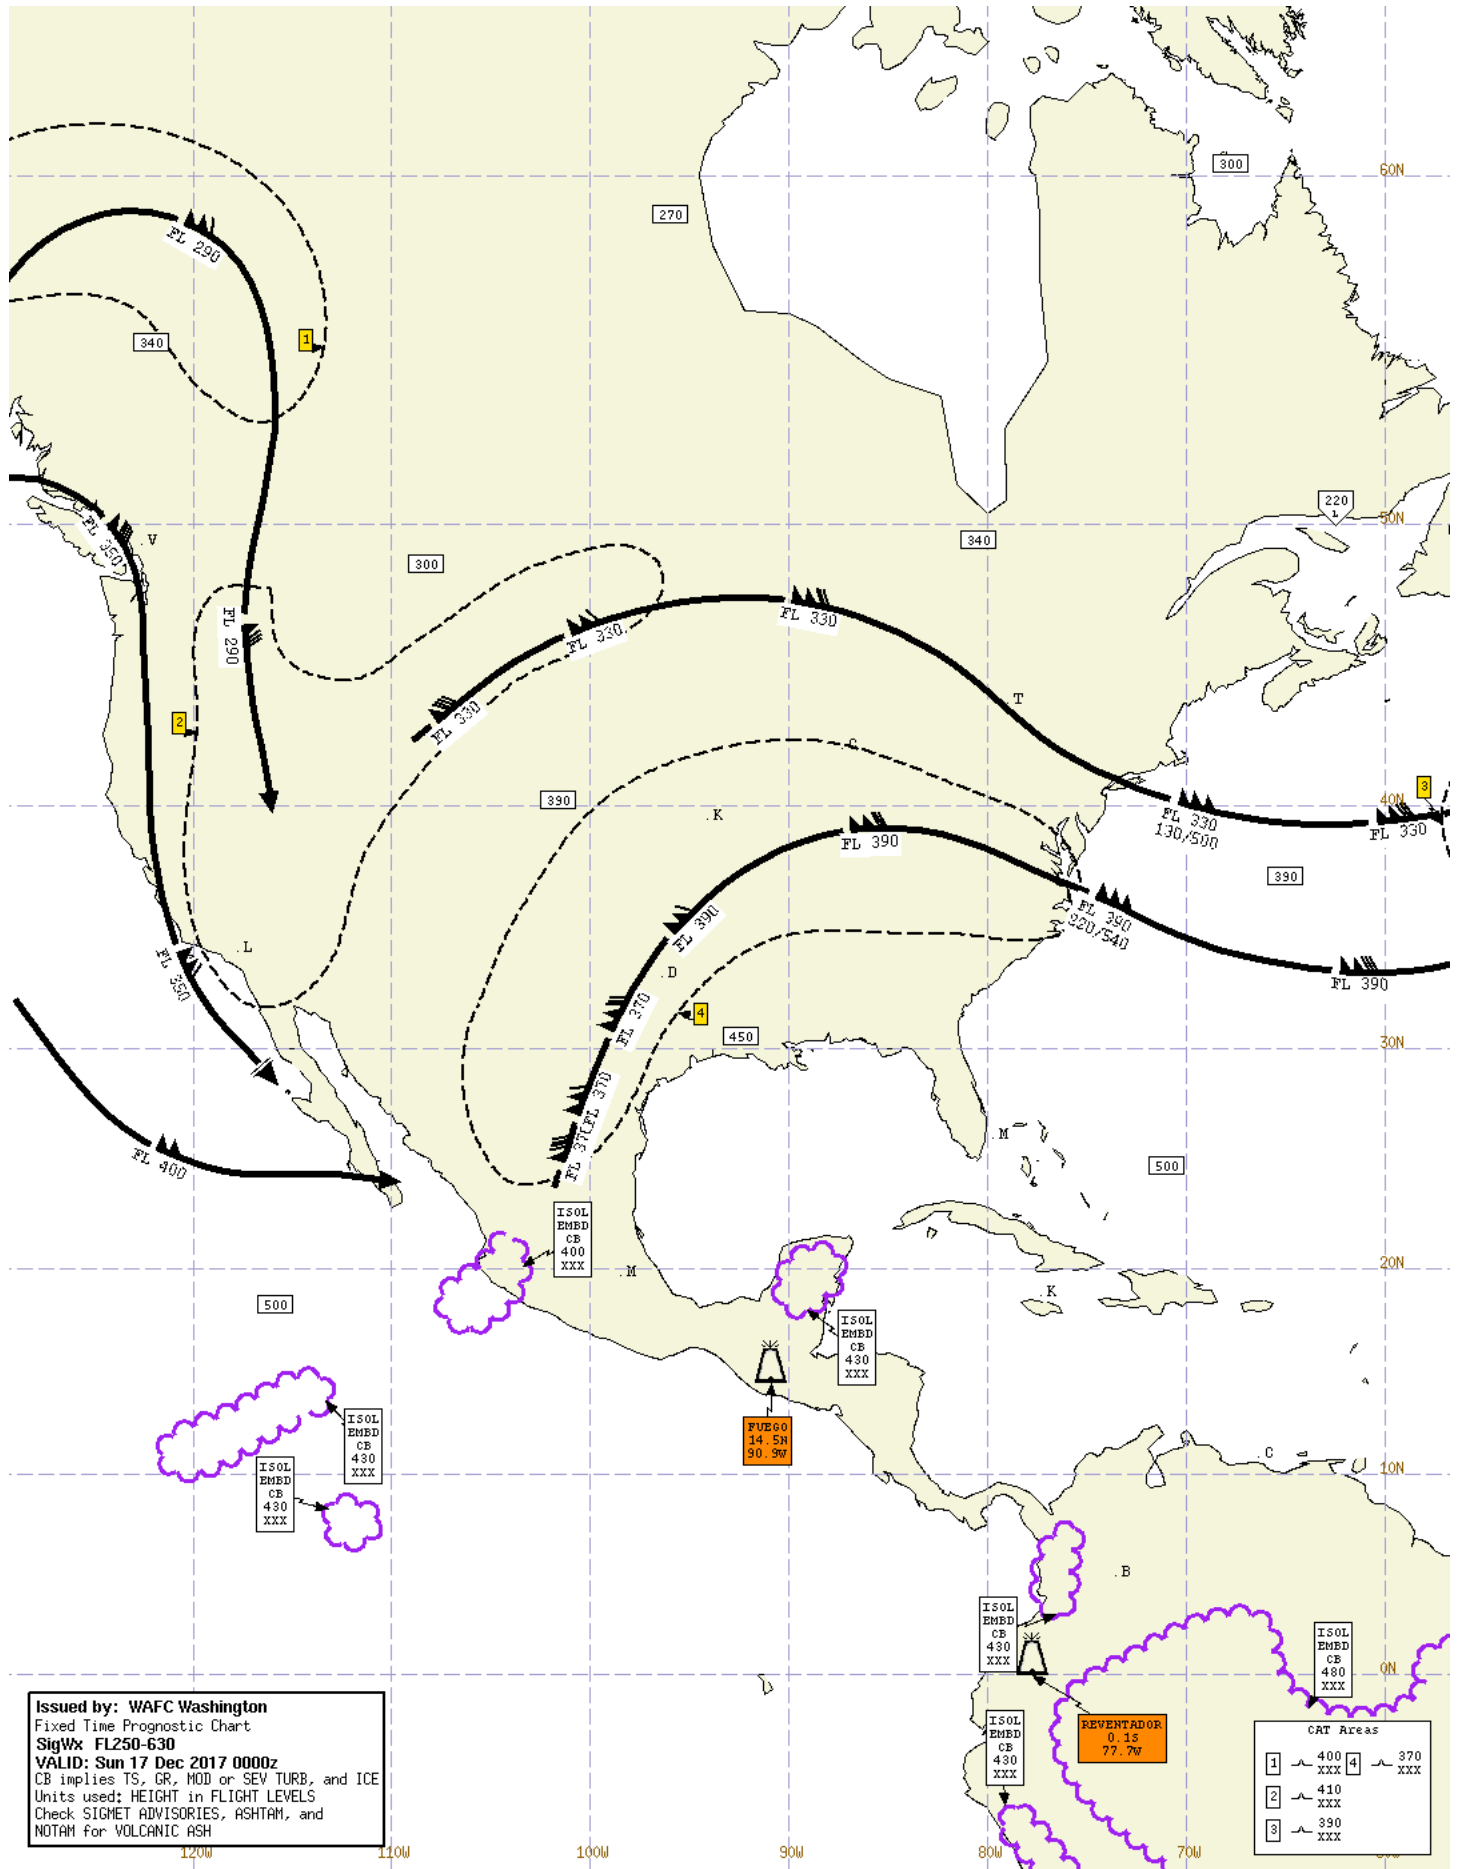 60N
300
270
FL 290
340
1
220
L
50N
V
FL 350
340
300
FL 290
FL 330
FL 330
T
FL 330
2
C
3
40N
390
K
FL 330
130/500
FL 330
FL 390
390
FL 390
FL 390
220/540
L
FL 350
D
FL 390
FL 370
4
450
30N
FL 370
FL 370
M
FL 400
500
ISOL
EMBD
CB
400
XXX
M
20N
K
500
ISOL
EMBD
CB
430
XXX
FUEGO
14.5N
90.9W
ISOL
EMBD
CB
430
XXX
C
ISOL
EMBD
CB
430
XXX
10N
B
ISOL
EMBD
CB
430
XXX
ISOL
EMBD
CB
480
XXX
0N
REVENTADOR
0.1S
77.7W
ISOL
EMBD
CB
430
XXX
Issued by: WAFC Washington
Fixed Time Prognostic Chart
SigWx FL250-630
VALID: Sun 17 Dec 2017 0000z
CB implies TS, GR, MOD or SEV TURB, and ICE
Units used: HEIGHT in FLIGHT LEVELS
Check SIGMET ADVISORIES, ASHTAM, and
NOTAM for VOLCANIC ASH
CAT Areas
1 400 XXX 4 370 XXX
2 410 XXX
3 390 XXX
120W 110W 100W 90W 80W 70W